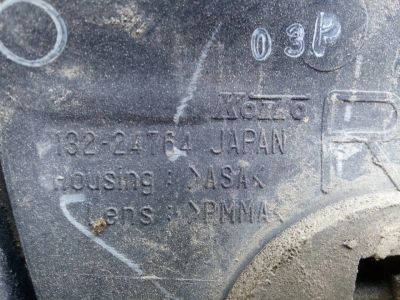 03P
KOITO
132-24764 JAPAN
R
Housing : >ASA<
Lens : >PMMA<